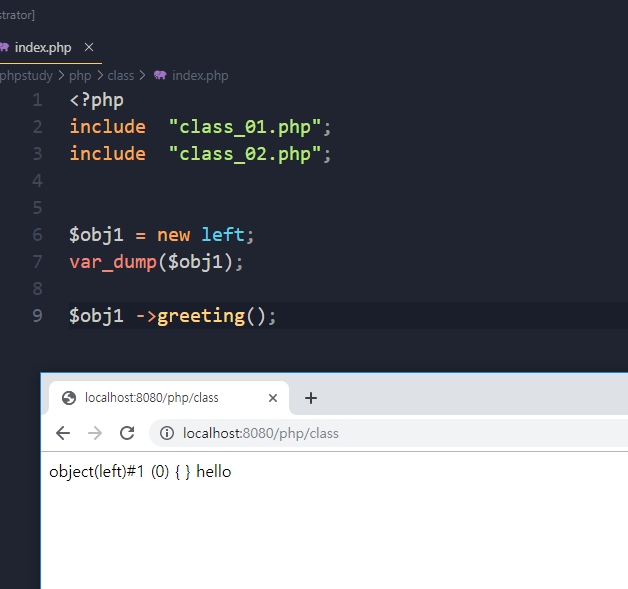 strator]
index.php ×
phpstudy > php > class > index.php
1 <?php
2 include "class_01.php";
3 include "class_02.php";
4
5
6 $obj1 = new left;
7 var_dump($obj1);
8
9 $obj1 ->greeting();
localhost:8080/php/class × +
localhost:8080/php/class
object(left)#1 (0) { } hello